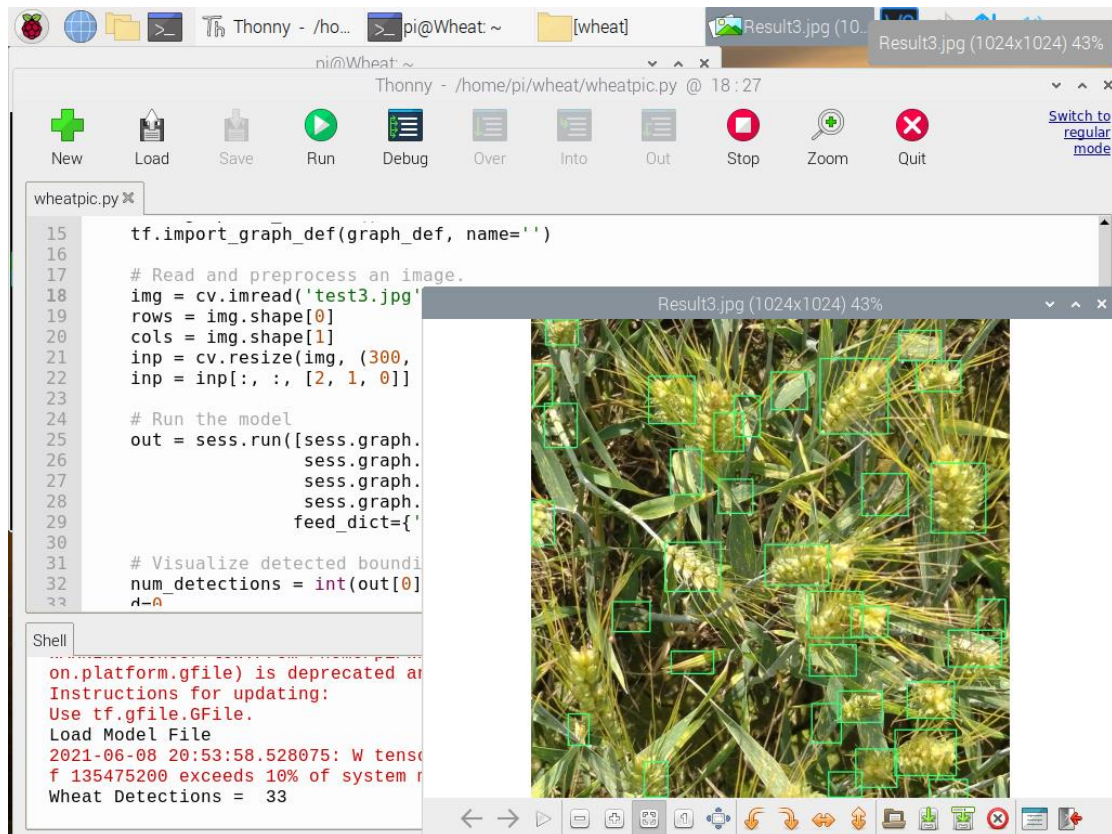 Thonny - /ho...
pi@Wheat: ~
[wheat]
Result3.jpg (10...
Result3.jpg (1024x1024) 43%
pi@Wheat: ~
Thonny - /home/pi/wheat/wheatpic.py @ 18 : 27
New Load Save Run Debug Over Into Out Stop Zoom Quit
Switch to
regular
mode
wheatpic.py
15 tf.import_graph_def(graph_def, name='')
16
17 # Read and preprocess an image.
18 img = cv.imread('test3.jpg'
19 rows = img.shape[0]
20 cols = img.shape[1]
21 inp = cv.resize(img, (300,
22 inp = inp[:, :, [2, 1, 0]]
23
24 # Run the model
25 out = sess.run([sess.graph.
26 sess.graph.
27 sess.graph.
28 sess.graph.
29 feed_dict={'
30
31 # Visualize detected boundi
32 num_detections = int(out[0]
33 d=0
Result3.jpg (1024x1024) 43%
Shell
on.platform.gfile) is deprecated an
Instructions for updating:
Use tf.gfile.GFile.
Load Model File
2021-06-08 20:53:58.528075: W tenso
f 135475200 exceeds 10% of system m
Wheat Detections = 33